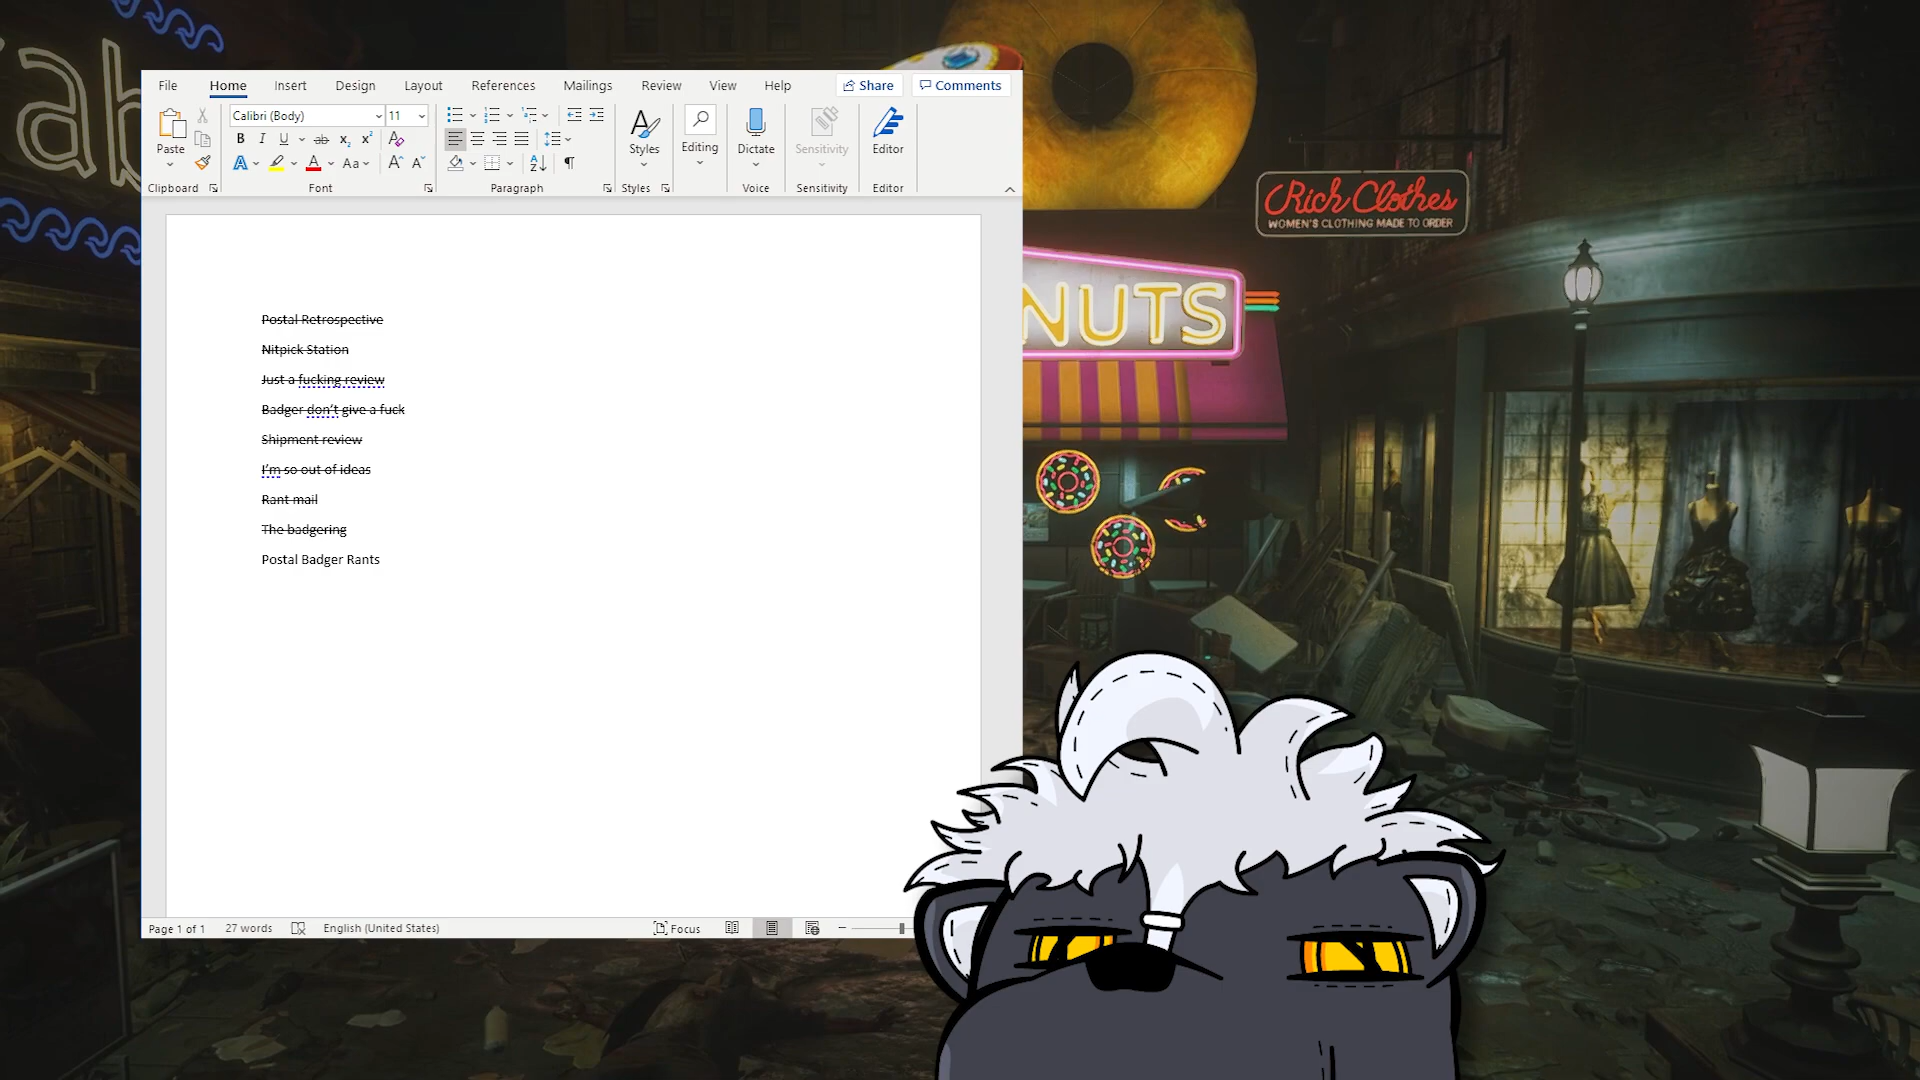 ab
File Home Insert Design Layout References Mailings Review View Help Share Comments
Calibri (Body) 11
Paste
Styles
Editing
Dictate
Sensitivity
Editor
Clipboard Font Paragraph Styles Voice Sensitivity Editor
Rich Clothes
WOMEN'S CLOTHING MADE TO ORDER
NUTS
Postal Retrospective
Nitpick Station
Just a fucking review
Badger don't give a fuck
Shipment review
I'm so out of ideas
Rant mail
The badgering
Postal Badger Rants
Page 1 of 1 27 words English (United States) Focus